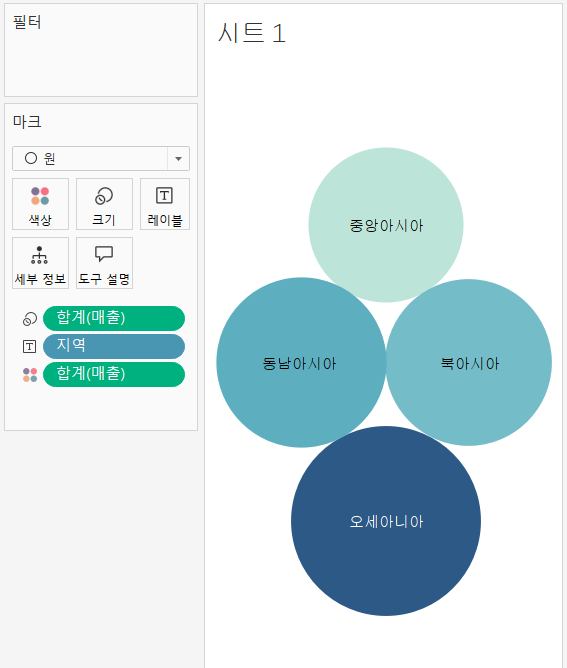 필터
마크
원
색상
크기
레이블
세부 정보
도구 설명
합계(매출)
지역
합계(매출)
시트 1
중앙아시아
동남아시아
북아시아
오세아니아